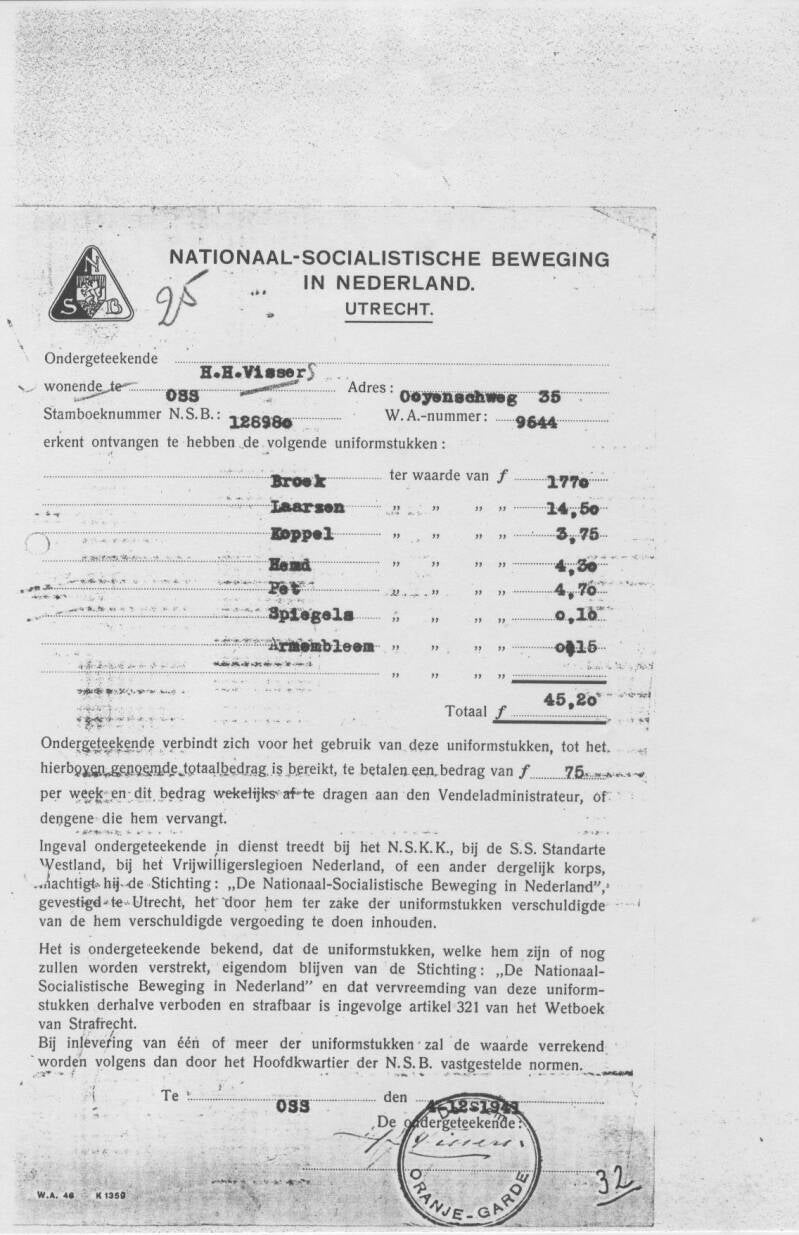 NATIONAAL-SOCIALISTISCHE BEWEGING
IN NEDERLAND.
UTRECHT.
N
S B
25
Ondergeteekende H.H.Visser
wonende te OSS Adres: Ooyenschweg 35
Stamboeknummer N.S.B.: 128980 W.A.-nummer: 9644
erkent ontvangen te hebben de volgende uniformstukken:
Broek ter waarde van f 1770
Laarsen „ „ „ „ 14,50
Koppel „ „ „ „ 3,75
Hemd „ „ „ „ 4,30
Pet „ „ „ „ 4,70
Spiegels „ „ „ „ 0,10
Armembleem „ „ „ „ 0,15
„ „ „ „
Totaal f 45,20
Ondergeteekende verbindt zich voor het gebruik van deze uniformstukken, tot het
hierboven genoemde totaalbedrag is bereikt, te betalen een bedrag van f 75
per week en dit bedrag wekelijks af te dragen aan den Vendeladministrateur, of
dengene die hem vervangt.
Ingeval ondergeteekende in dienst treedt bij het N.S.K.K., bij de S.S. Standarte
Westland, bij het Vrijwilligerslegioen Nederland, of een ander dergelijk korps,
machtigt hij de Stichting: „De Nationaal-Socialistische Beweging in Nederland”,
gevestigd te Utrecht, het door hem ter zake der uniformstukken verschuldigde
van de hem verschuldigde vergoeding te doen inhouden.
Het is ondergeteekende bekend, dat de uniformstukken, welke hem zijn of nog
zullen worden verstrekt, eigendom blijven van de Stichting: „De Nationaal-
Socialistische Beweging in Nederland” en dat vervreemding van deze uniform-
stukken derhalve verboden en strafbaar is ingevolge artikel 321 van het Wetboek
van Strafrecht.
Bij inlevering van één of meer der uniformstukken zal de waarde verrekend
worden volgens dan door het Hoofdkwartier der N.S.B. vastgestelde normen.
Te OSS den 4-12-1941
De ondergeteekende:
Visser
ORANJE-GARDE
32
W.A. 46 K 1359